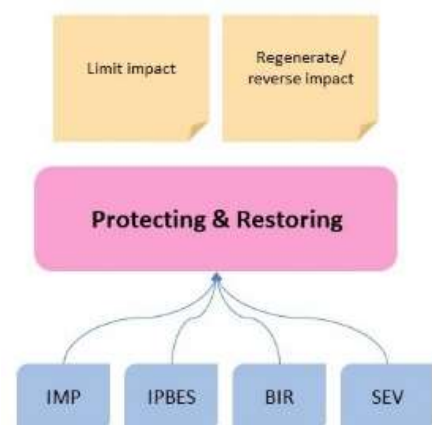 Limit impact
Regenerate/
reverse impact
Protecting & Restoring
IMP
IPBES
BIR
SEV